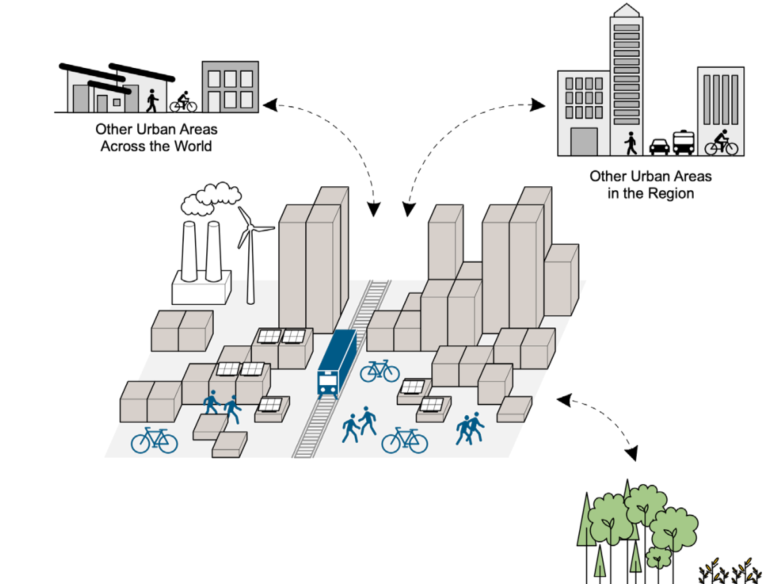 Other Urban Areas
Across the World
Other Urban Areas
in the Region